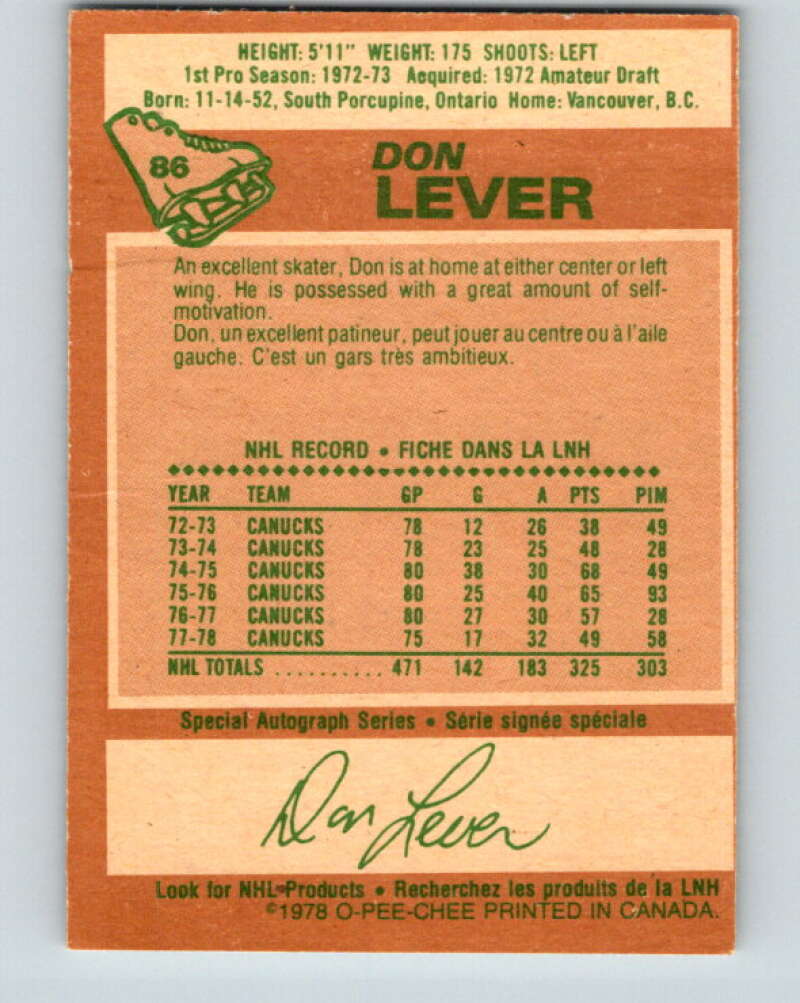 HEIGHT: 5'11" WEIGHT: 175 SHOOTS: LEFT
1st Pro Season: 1972-73 Acquired: 1972 Amateur Draft
Born: 11-14-52, South Porcupine, Ontario Home: Vancouver, B.C.
86
DON
LEVER
An excellent skater, Don is at home at either center or left
wing. He is possessed with a great amount of self-
motivation.
Don, un excellent patineur, peut jouer au centre ou à l'aile
gauche. C'est un gars très ambitieux.
NHL RECORD • FICHE DANS LA LNH
YEAR TEAM GP G A PTS PIM
72-73 CANUCKS 78 12 26 38 49
73-74 CANUCKS 78 23 25 48 28
74-75 CANUCKS 80 38 30 68 49
75-76 CANUCKS 80 25 40 65 93
76-77 CANUCKS 80 27 30 57 28
77-78 CANUCKS 75 17 32 49 58
NHL TOTALS .......... 471 142 183 325 303
Special Autograph Series • Série signée spéciale
Don Lever
Look for NHL Products • Recherchez les produits de la LNH
©1978 O-PEE-CHEE PRINTED IN CANADA.